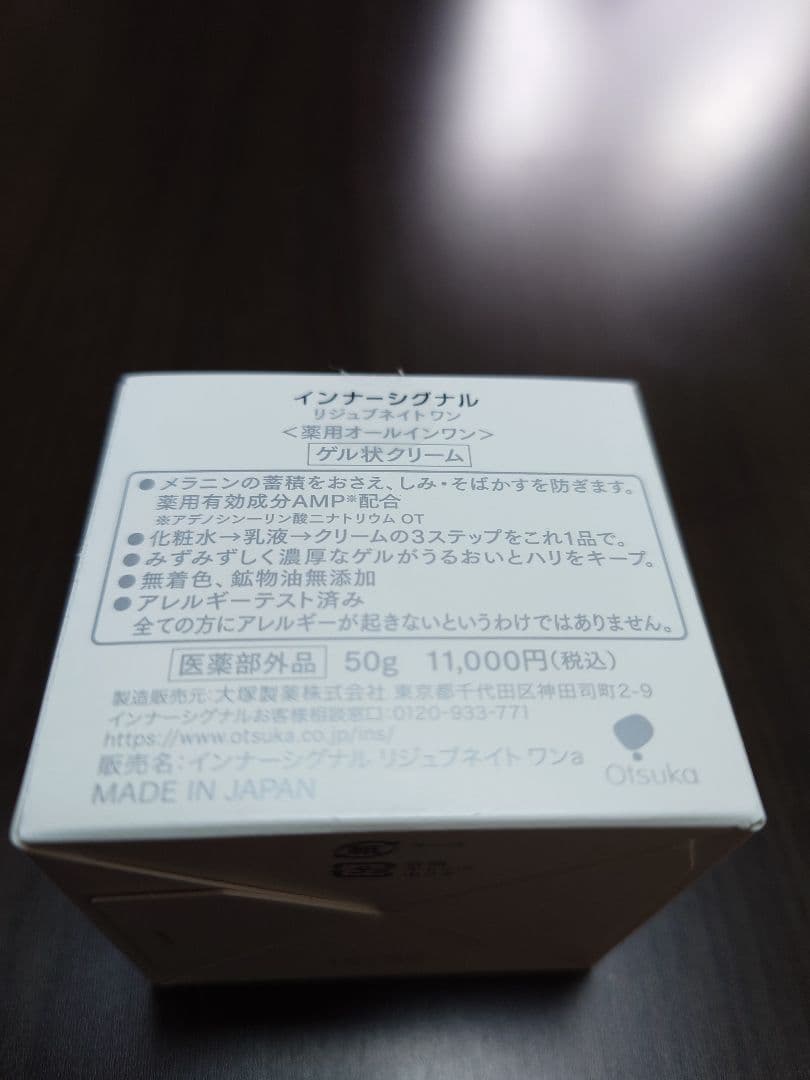 インナーシグナル
リジュブネイトワン
＜薬用オールインワン＞
ゲル状クリーム
●メラニンの蓄積をおさえ、しみ・そばかすを防ぎます。
薬用有効成分AMP※配合
※アデノシン一リン酸二ナトリウム OT
●化粧水→乳液→クリームの3ステップをこれ1品で。
●みずみずしく濃厚なゲルがうるおいとハリをキープ。
●無着色、鉱物油無添加
●アレルギーテスト済み
全ての方にアレルギーが起きないというわけではありません。
医薬部外品 50g 11,000円(税込)
製造販売元:大塚製薬株式会社 東京都千代田区神田司町2-9
インナーシグナルお客様相談窓口:0120-933-771
https://www.otsuka.co.jp/ins/
販売名:インナーシグナル リジュブネイト ワンa
MADE IN JAPAN
Otsuka